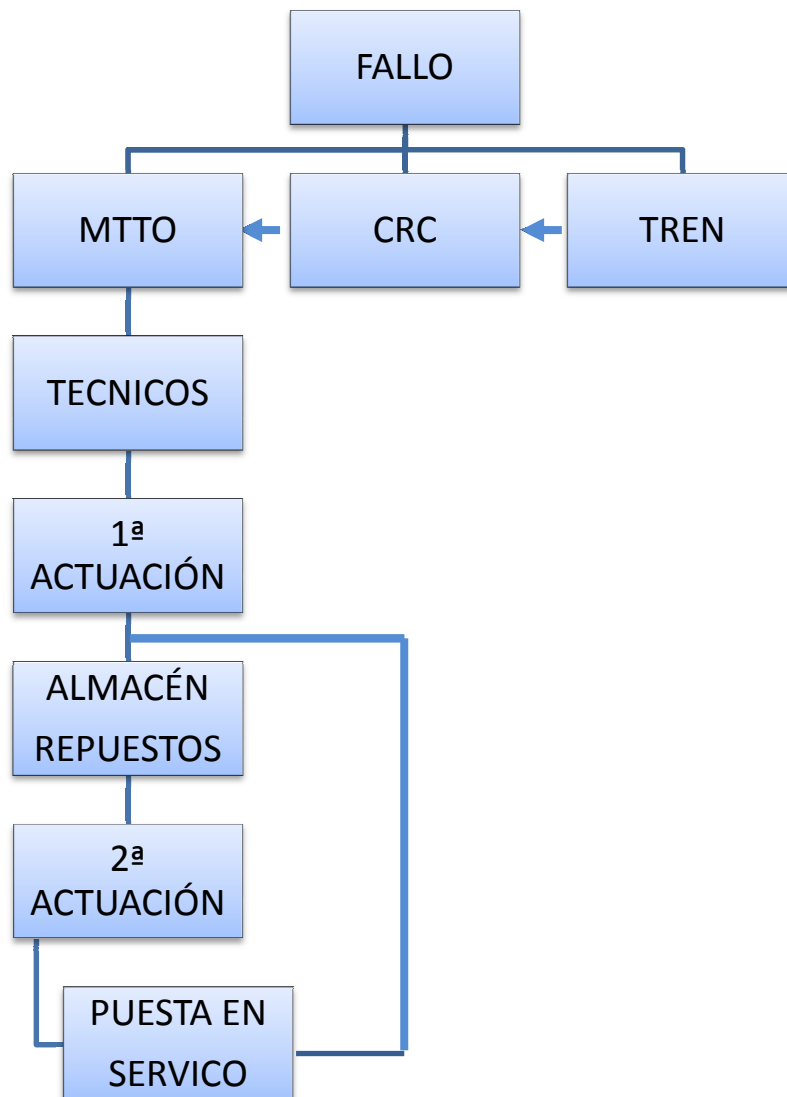 FALLO
MTTO
CRC
TREN
TECNICOS
1ª
ACTUACIÓN
ALMACÉN
REPUESTOS
2ª
ACTUACIÓN
PUESTA EN
SERVICO